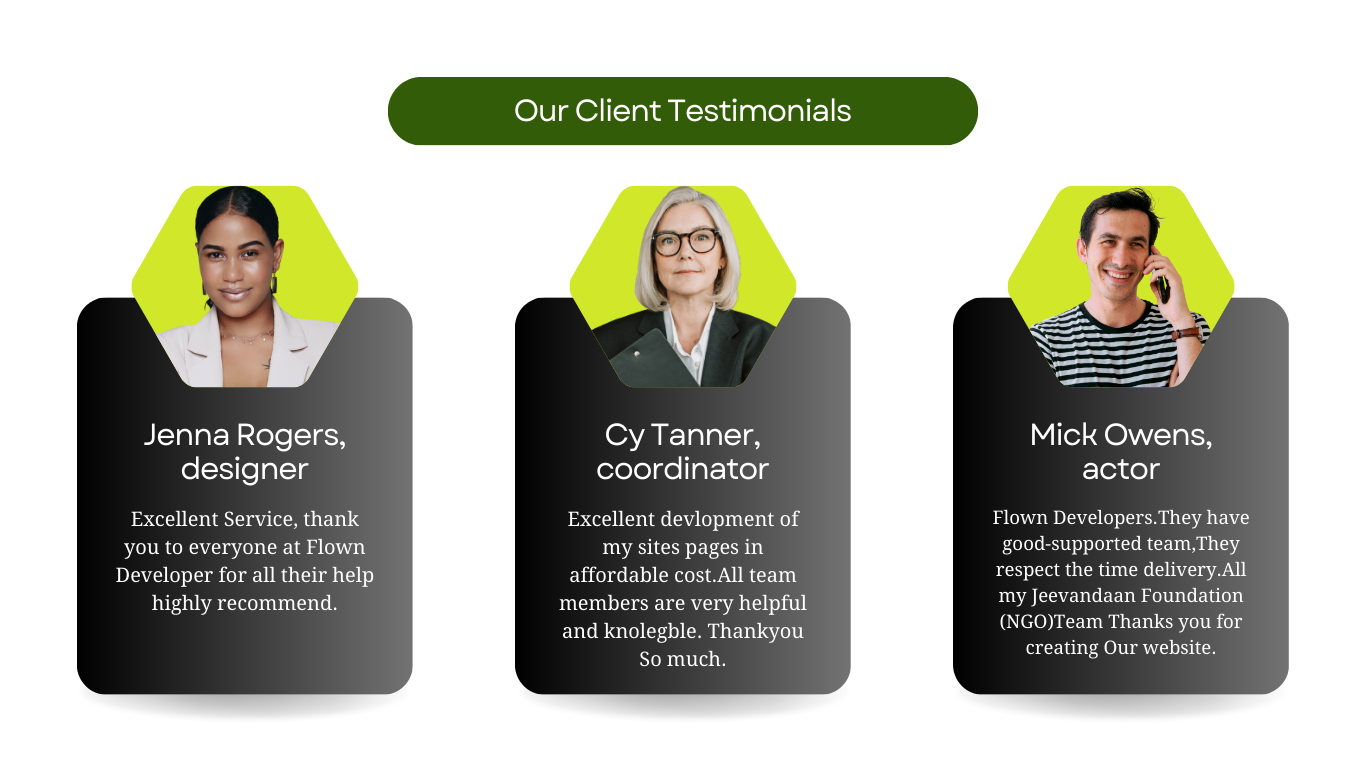 Our Client Testimonials
Jenna Rogers,
designer
Excellent Service, thank
you to everyone at Flown
Developer for all their help
highly recommend.
Cy Tanner,
coordinator
Excellent devlopment of
my sites pages in
affordable cost.All team
members are very helpful
and knolegble. Thankyou
So much.
Mick Owens,
actor
Flown Developers.They have
good-supported team,They
respect the time delivery.All
my Jeevandaan Foundation
(NGO)Team Thanks you for
creating Our website.